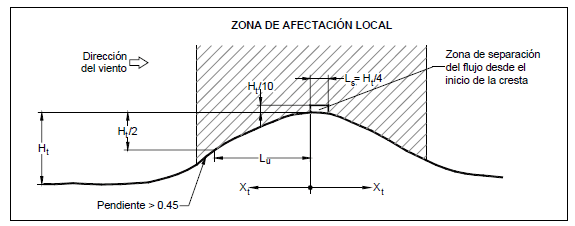 ZONA DE AFECTACIÓN LOCAL
Dirección
del viento
Zona de separación
del flujo desde el
inicio de la cresta
Ls= Ht/4
Ht/10
Ht/2
Ht
Lu
Xt
Xt
Pendiente > 0.45